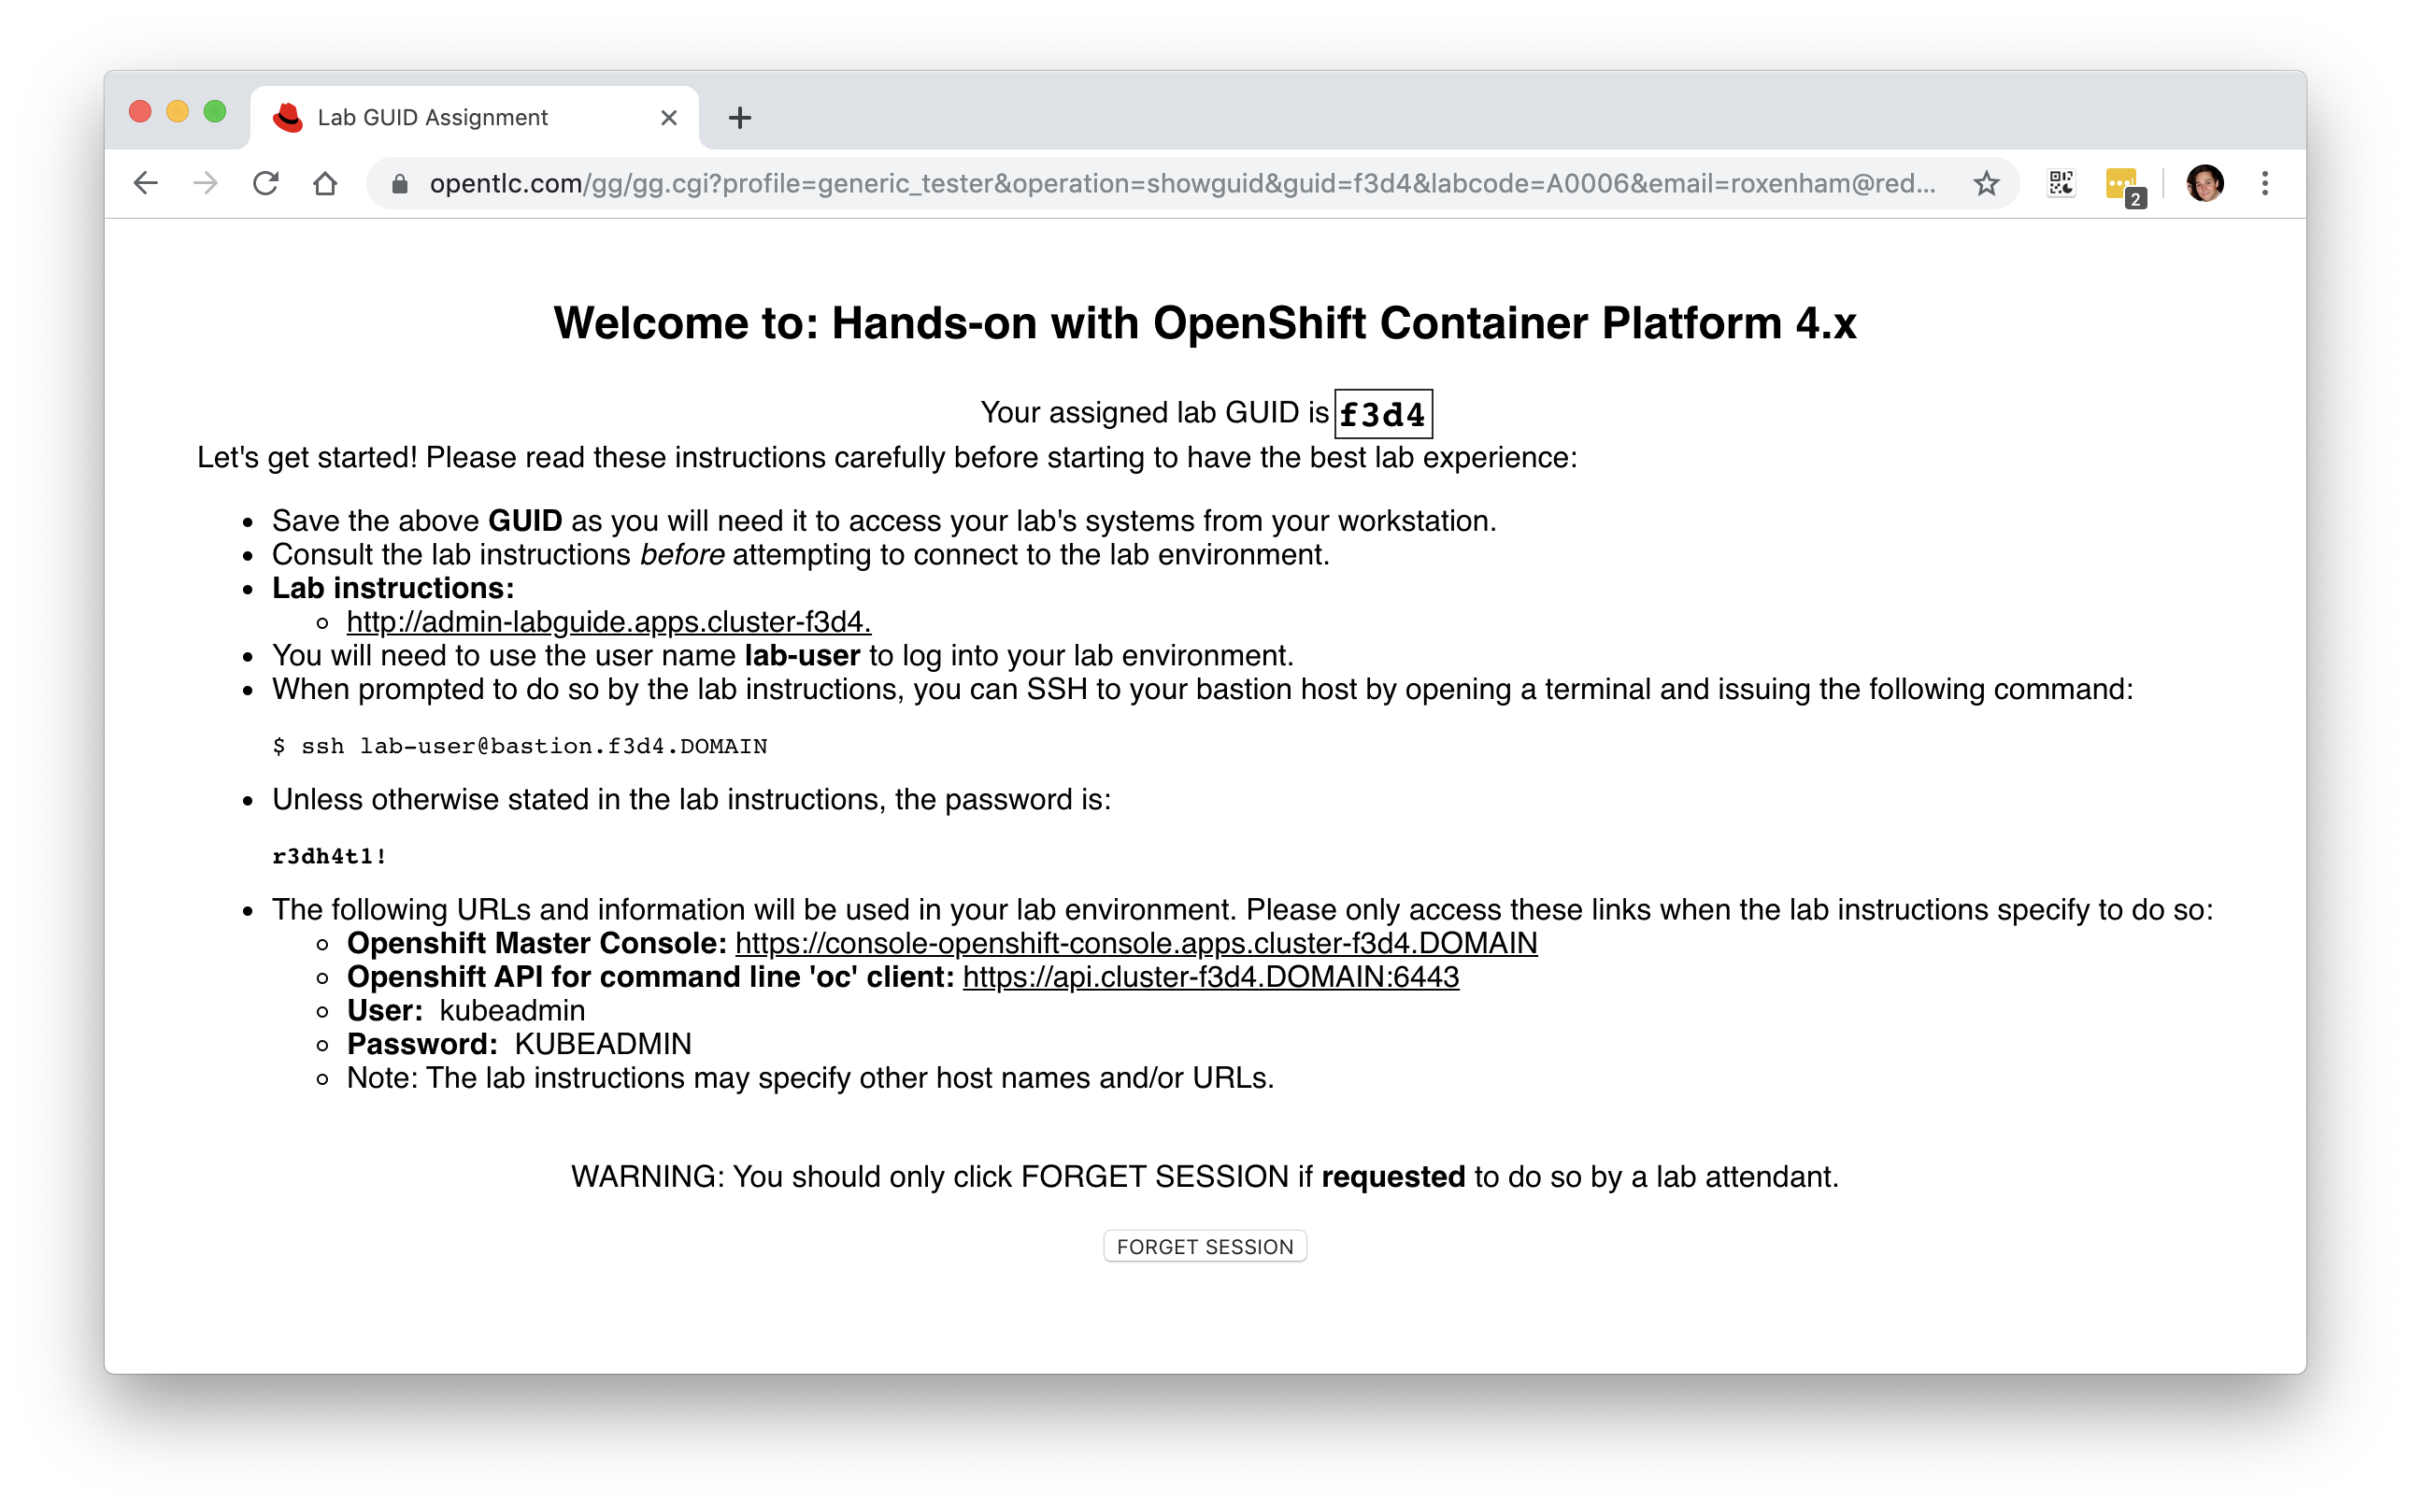 Lab GUID Assignment
opentlc.com/gg/gg.cgi?profile=generic_tester&operation=showguid&guid=f3d4&labcode=A0006&email=roxenham@red...
2
Welcome to: Hands-on with OpenShift Container Platform 4.x
Your assigned lab GUID is f3d4
Let's get started! Please read these instructions carefully before starting to have the best lab experience:
• Save the above GUID as you will need it to access your lab's systems from your workstation.
• Consult the lab instructions before attempting to connect to the lab environment.
• Lab instructions:
◦ http://admin-labguide.apps.cluster-f3d4.
• You will need to use the user name lab-user to log into your lab environment.
• When prompted to do so by the lab instructions, you can SSH to your bastion host by opening a terminal and issuing the following command:
$ ssh lab-user@bastion.f3d4.DOMAIN
• Unless otherwise stated in the lab instructions, the password is:
r3dh4t1!
• The following URLs and information will be used in your lab environment. Please only access these links when the lab instructions specify to do so:
◦ Openshift Master Console: https://console-openshift-console.apps.cluster-f3d4.DOMAIN
◦ Openshift API for command line 'oc' client: https://api.cluster-f3d4.DOMAIN:6443
◦ User: kubeadmin
◦ Password: KUBEADMIN
◦ Note: The lab instructions may specify other host names and/or URLs.
WARNING: You should only click FORGET SESSION if requested to do so by a lab attendant.
FORGET SESSION